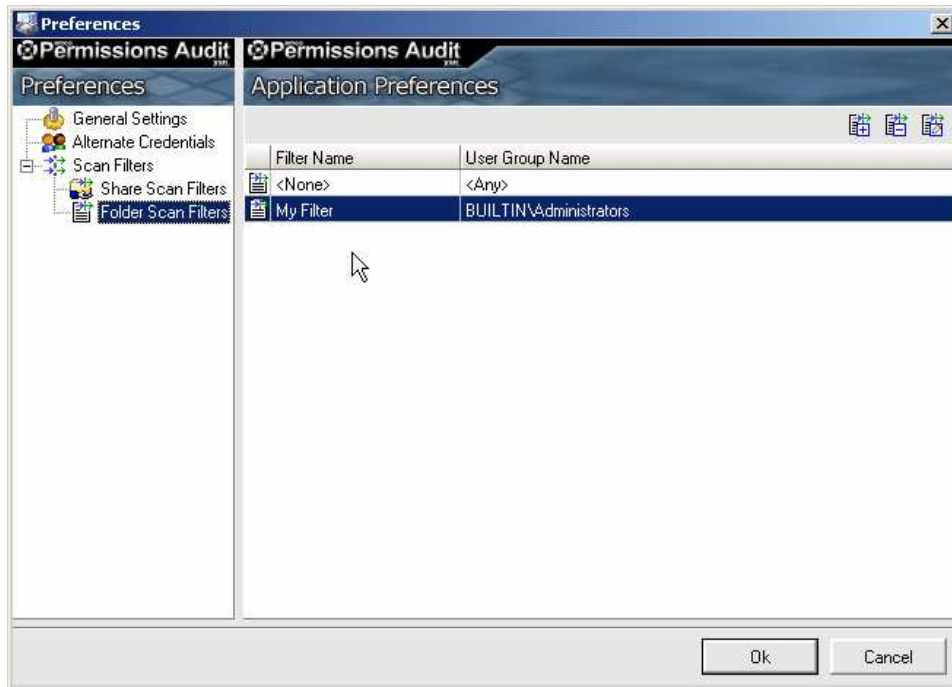 Preferences
Permissions Audit
Permissions Audit
Preferences
Application Preferences
General Settings
Alternate Credentials
Scan Filters
Share Scan Filters
Folder Scan Filters
Filter Name
User Group Name
<None>
<Any>
My Filter
BUILTIN\Administrators
Ok
Cancel